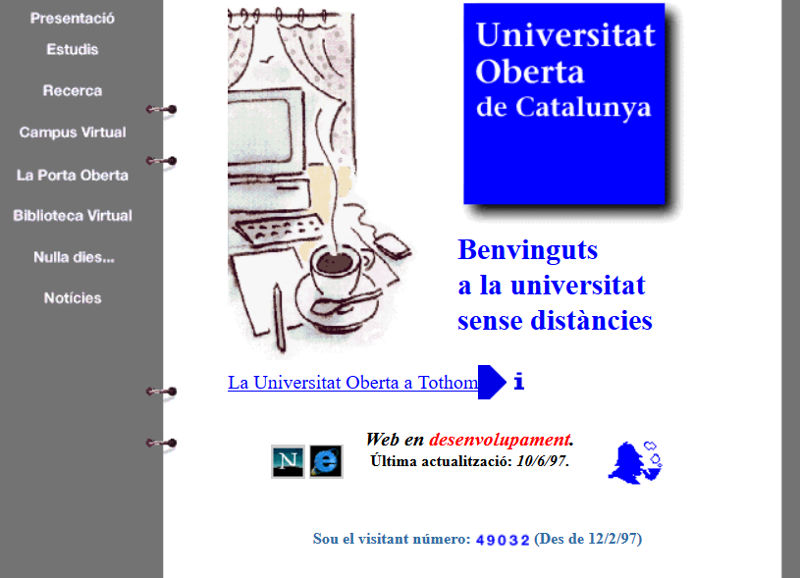 Presentació
Estudis
Recerca
Campus Virtual
La Porta Oberta
Biblioteca Virtual
Nulla dies...
Notícies
Universitat
Oberta
de Catalunya
Benvinguts
a la universitat
sense distàncies
La Universitat Oberta a Tothom i
Web en desenvolupament.
Última actualització: 10/6/97.
N e
Sou el visitant número: 49032 (Des de 12/2/97)